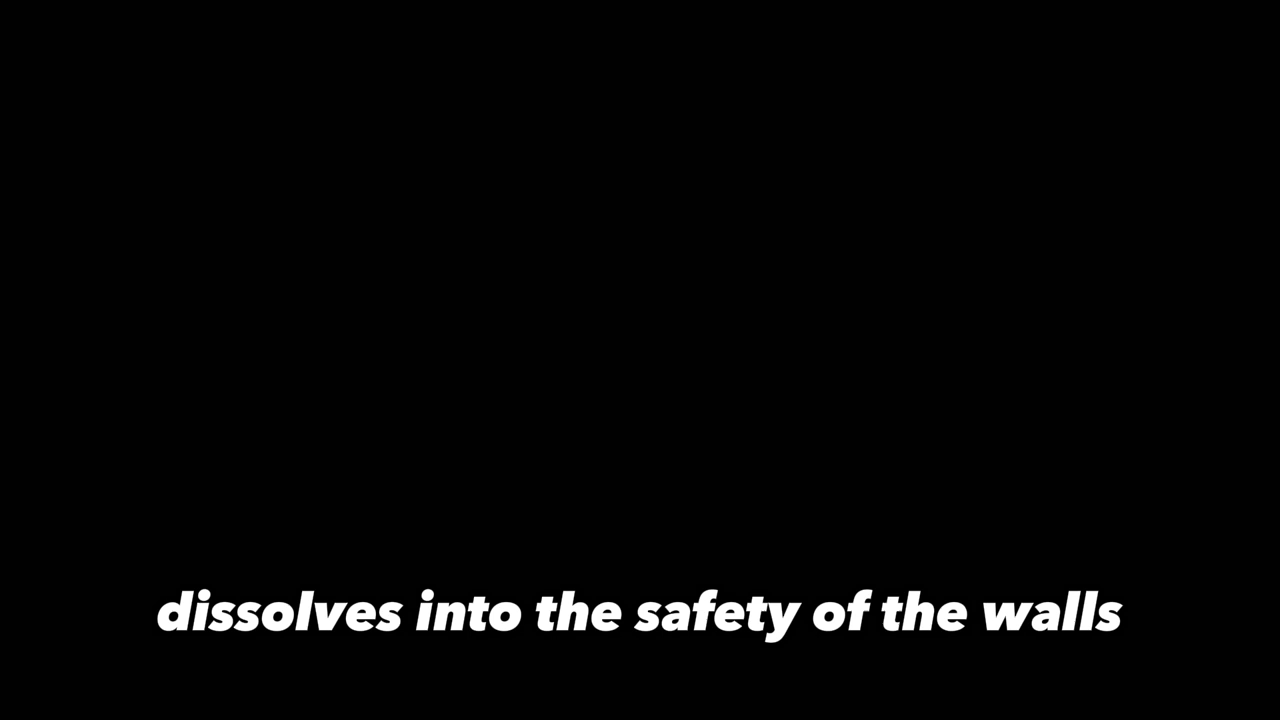 dissolves into the safety of the walls